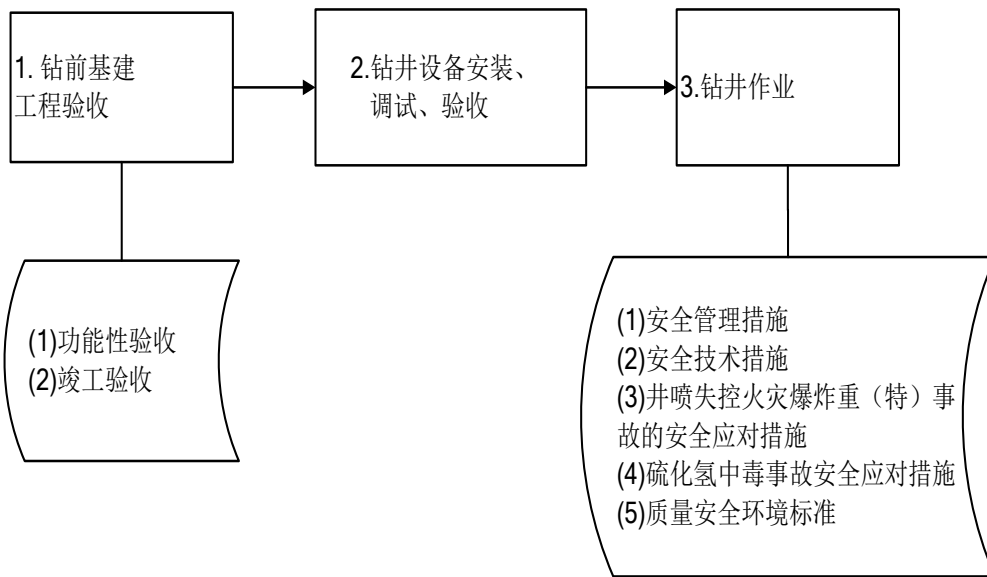 1. 钻前基建
工程验收
2.钻井设备安装、
调试、验收
3.钻井作业
(1)功能性验收
(2)竣工验收
(1)安全管理措施
(2)安全技术措施
(3)井喷失控火灾爆炸重（特）事
故的安全应对措施
(4)硫化氢中毒事故安全应对措施
(5)质量安全环境标准